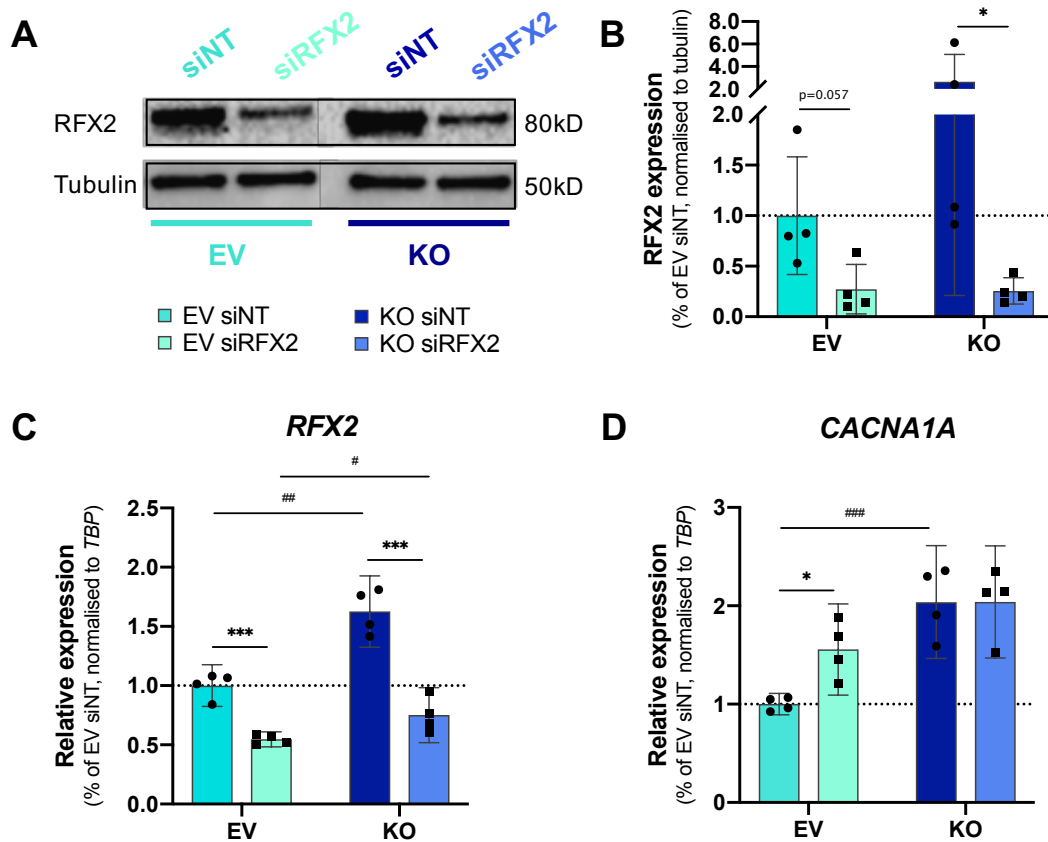 A
siNT
siRFX2
siNT
siRFX2
RFX2
80kD
Tubulin
50kD
EV
KO
EV siNT
KO siNT
EV siRFX2
KO siRFX2
B
RFX2 expression
(% of EV siNT, normalised to tubulin)
8.0
6.0
4.0
2.0
2.0
1.5
1.0
0.5
0.0
p=0.057
*
EV
KO
C
RFX2
Relative expression
(% of EV siNT, normalised to TBP)
2.5
2.0
1.5
1.0
0.5
0.0
#
##
***
***
EV
KO
D
CACNA1A
Relative expression
(% of EV siNT, normalised to TBP)
3
2
1
0
###
*
EV
KO